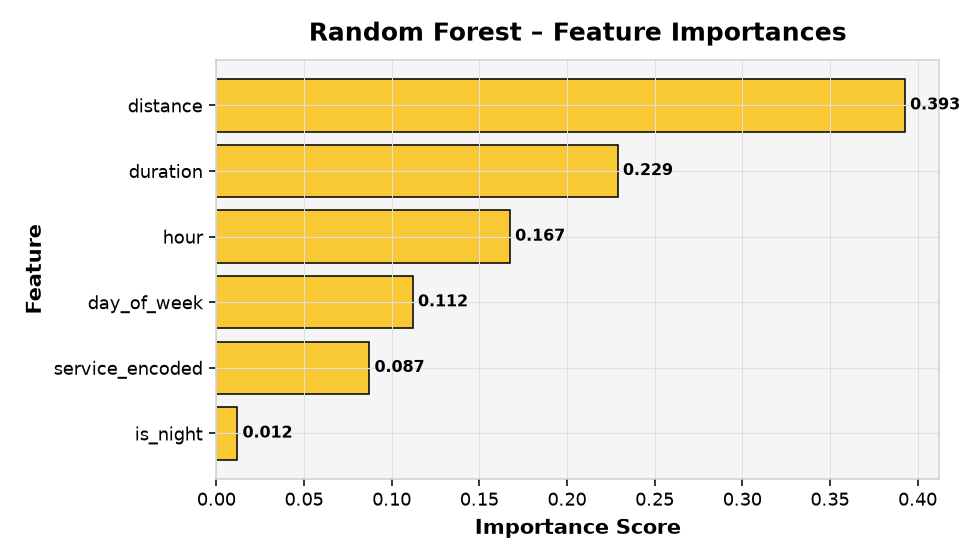 Random Forest – Feature Importances
Feature
distance
0.393
duration
0.229
hour
0.167
day_of_week
0.112
service_encoded
0.087
is_night
0.012
0.00 0.05 0.10 0.15 0.20 0.25 0.30 0.35 0.40
Importance Score